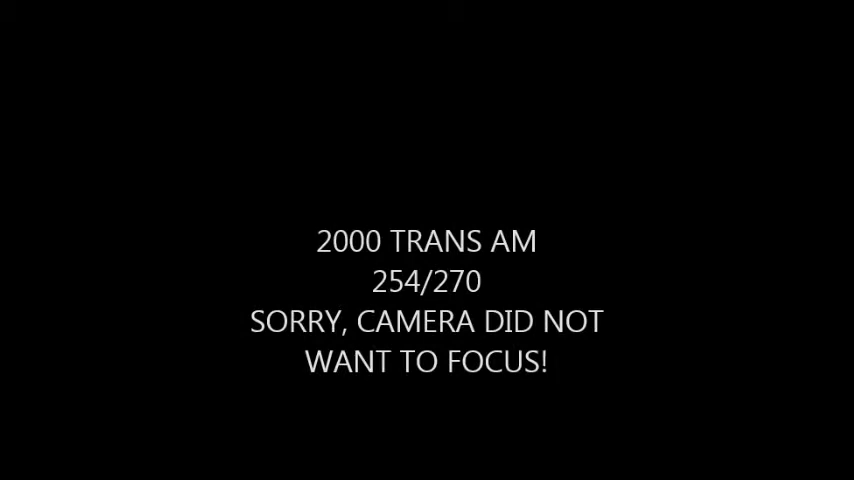 2000 TRANS AM
254/270
SORRY, CAMERA DID NOT
WANT TO FOCUS!